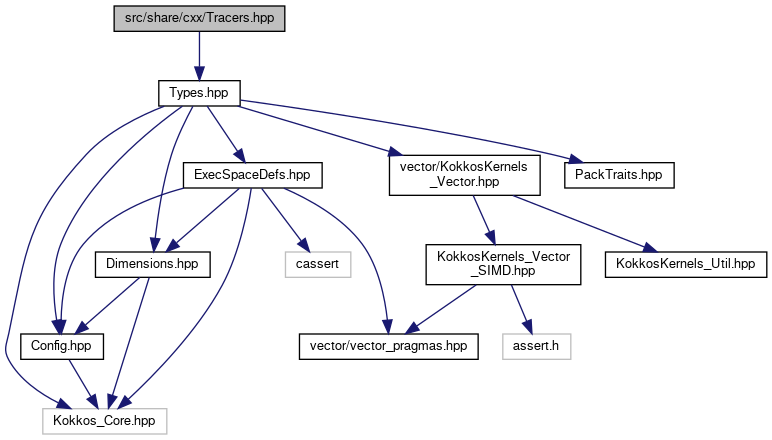 src/share/cxx/Tracers.hpp
Types.hpp
ExecSpaceDefs.hpp
vector/KokkosKernels
_Vector.hpp
PackTraits.hpp
Dimensions.hpp
cassert
KokkosKernels_Vector
_SIMD.hpp
KokkosKernels_Util.hpp
Config.hpp
vector/vector_pragmas.hpp
assert.h
Kokkos_Core.hpp